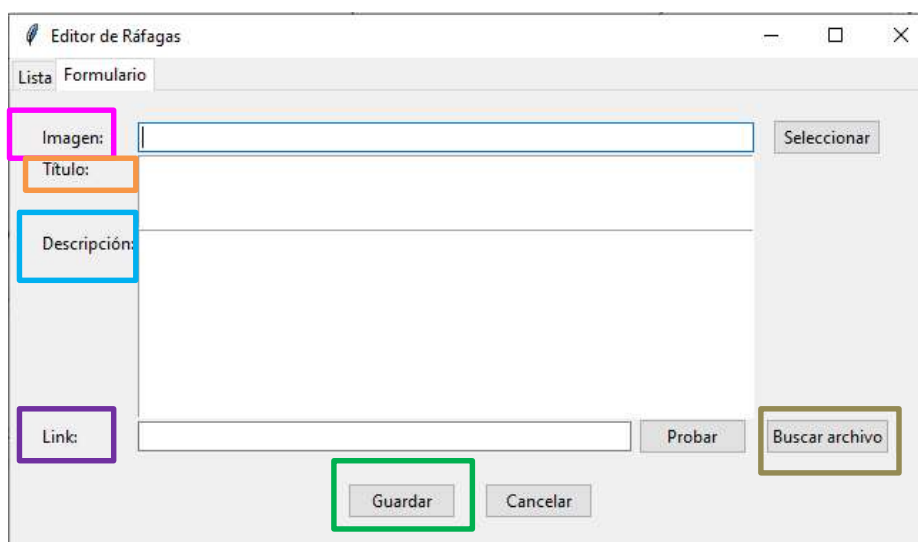 Editor de Ráfagas
Lista Formulario
Imagen: Seleccionar
Título:
Descripción:
Link: Probar Buscar archivo
Guardar Cancelar